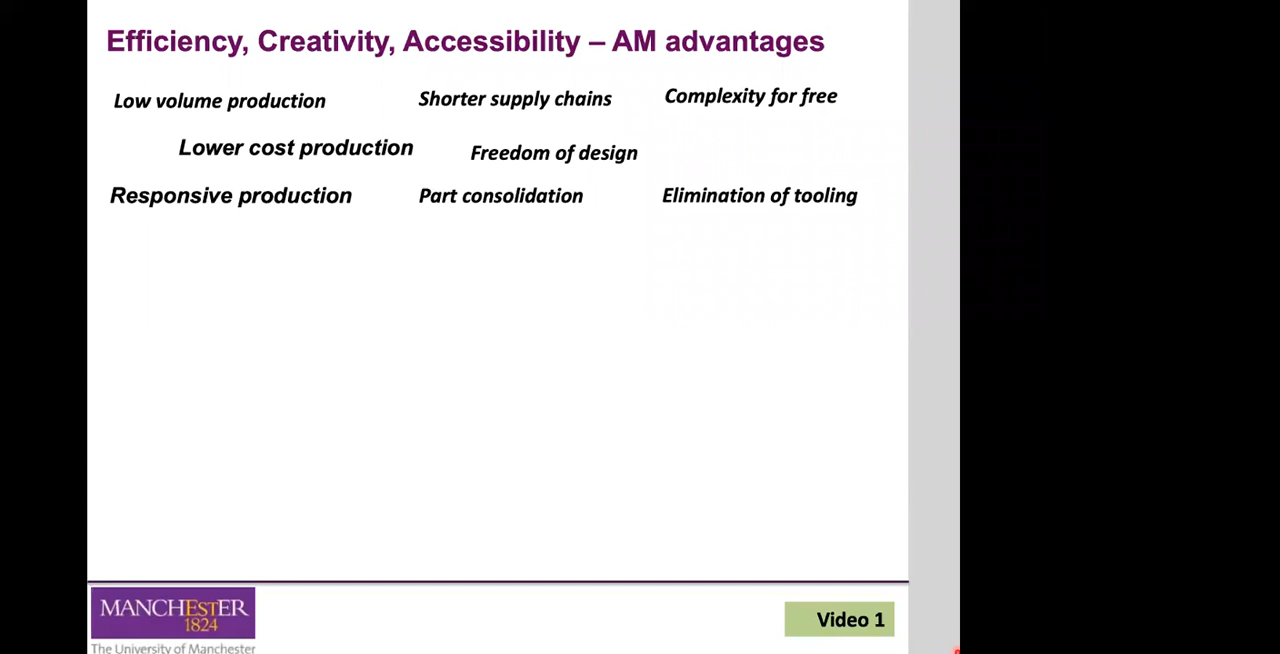 Efficiency, Creativity, Accessibility – AM advantages
Low volume production
Shorter supply chains
Complexity for free
Lower cost production
Freedom of design
Responsive production
Part consolidation
Elimination of tooling
MANCHESTER
1824
The University of Manchester
Video 1